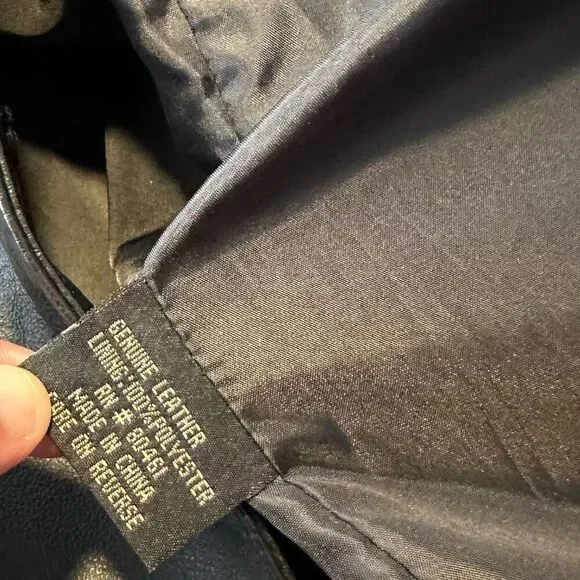 GENUINE LEATHER
LINING:100%POLYESTER
RN # 80461
MADE IN CHINA
CARE ON REVERSE